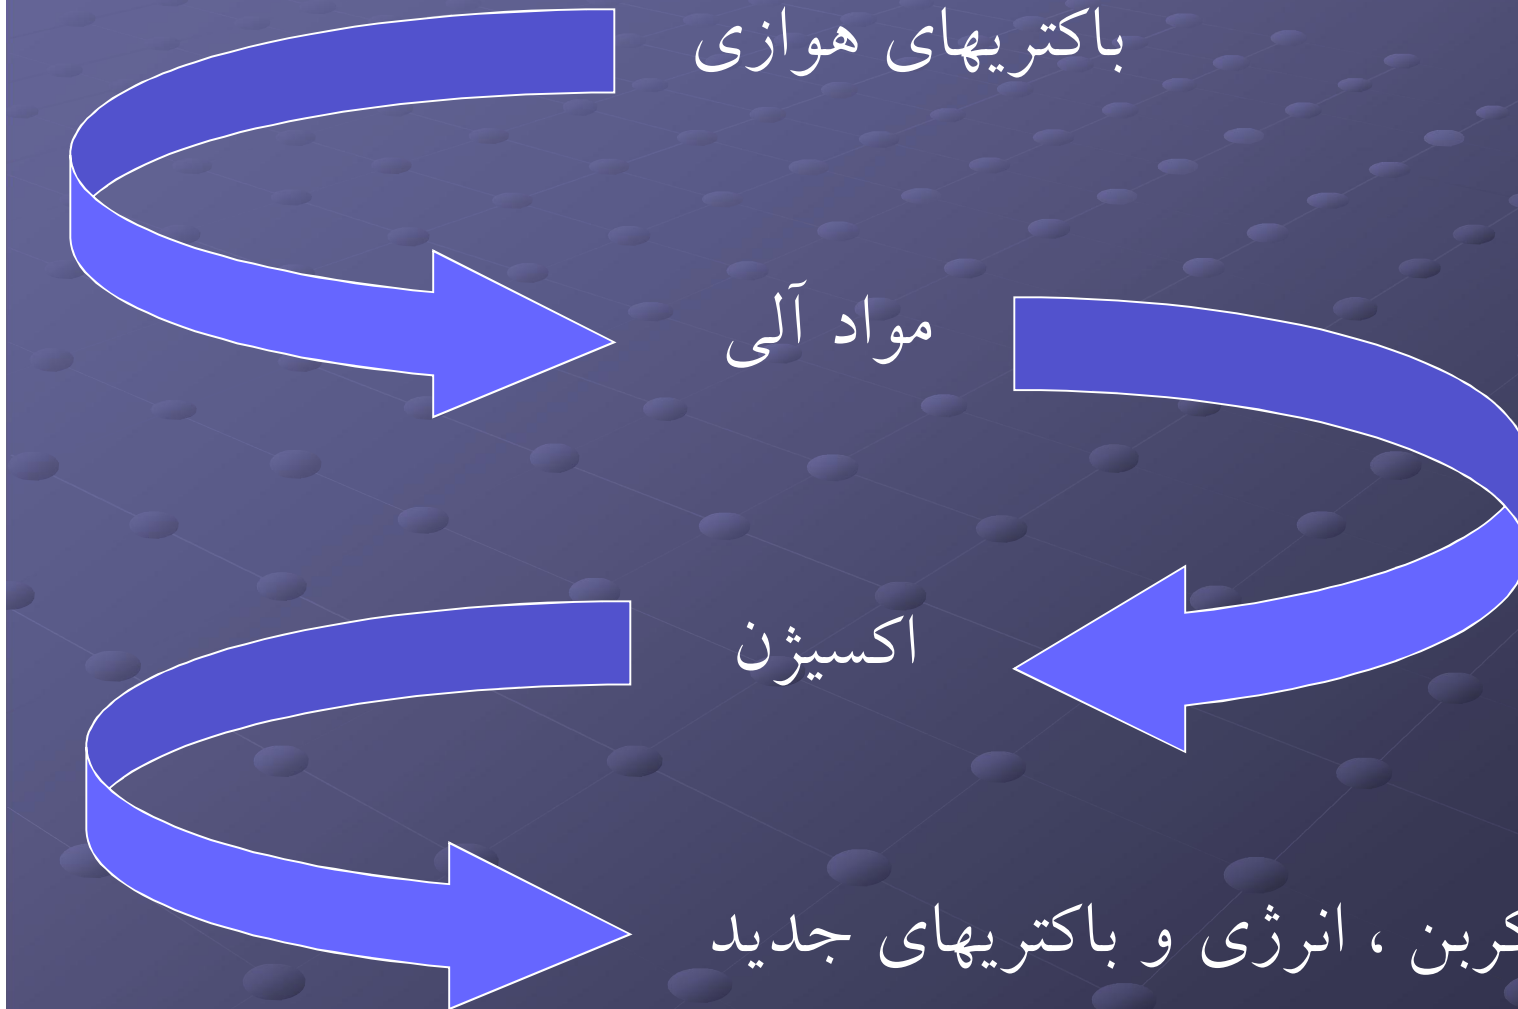 باکتریهای هوازی
مواد آلی
اکسیژن
کربن ، انرژی و باکتریهای جدید